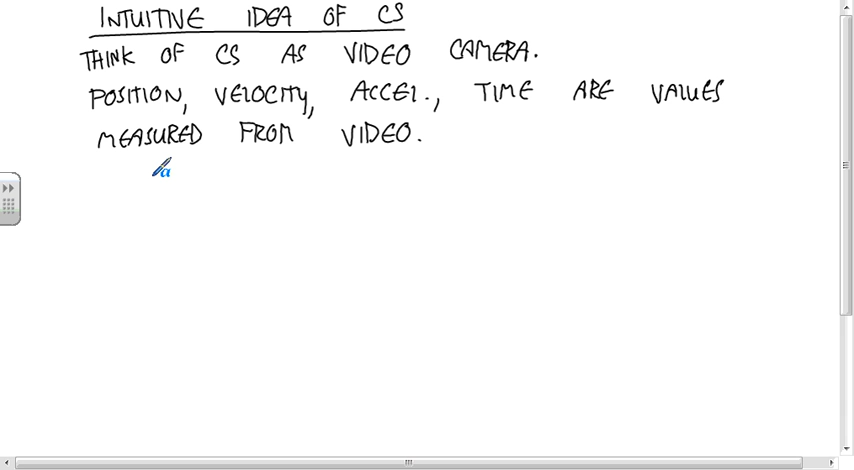 INTUITIVE IDEA OF CS
THINK OF CS AS VIDEO CAMERA.
POSITION, VELOCITY, ACCEL., TIME ARE VALUES
MEASURED FROM VIDEO.